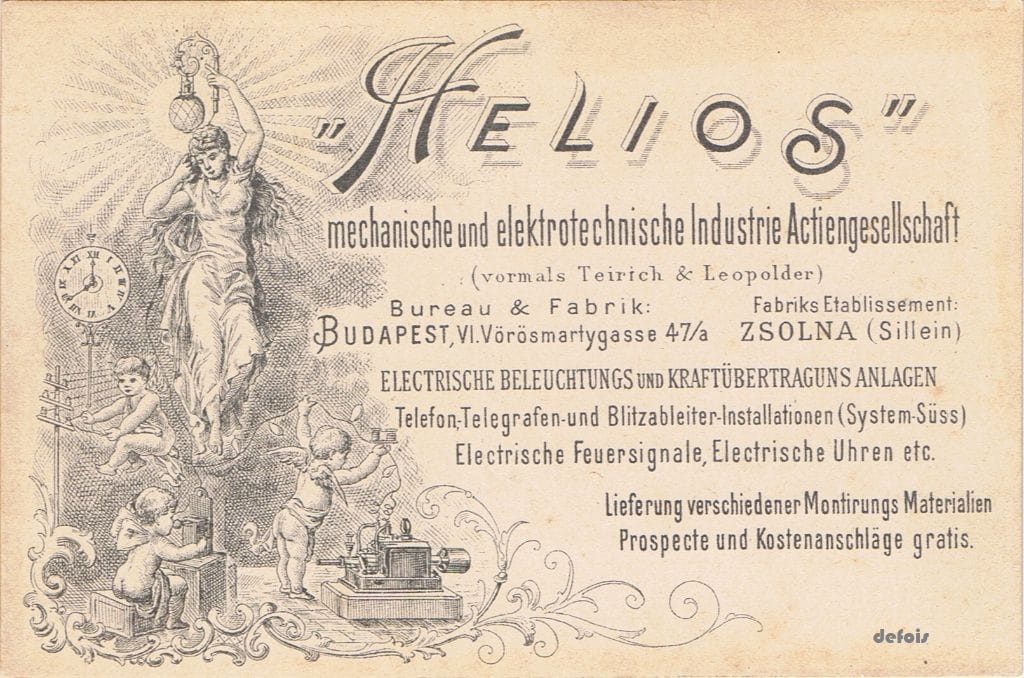 „HELIOS”
mechanische und elektrotechnische Industrie Actiengesellschaft
(vormals Teirich & Leopolder)
Bureau & Fabrik:
BUDAPEST, VI. Vörösmartygasse 47/a
Fabriks Etablissement:
ZSOLNA (Sillein)
ELECTRISCHE BELEUCHTUNGS UND KRAFTÜBERTRAGUNS ANLAGEN
Telefon-, Telegrafen- und Blitzableiter-Installationen (System-Süss)
Electrische Feuersignale, Electrische Uhren etc.
Lieferung verschiedener Montirungs Materialien
Prospecte und Kostenanschläge gratis.
defois